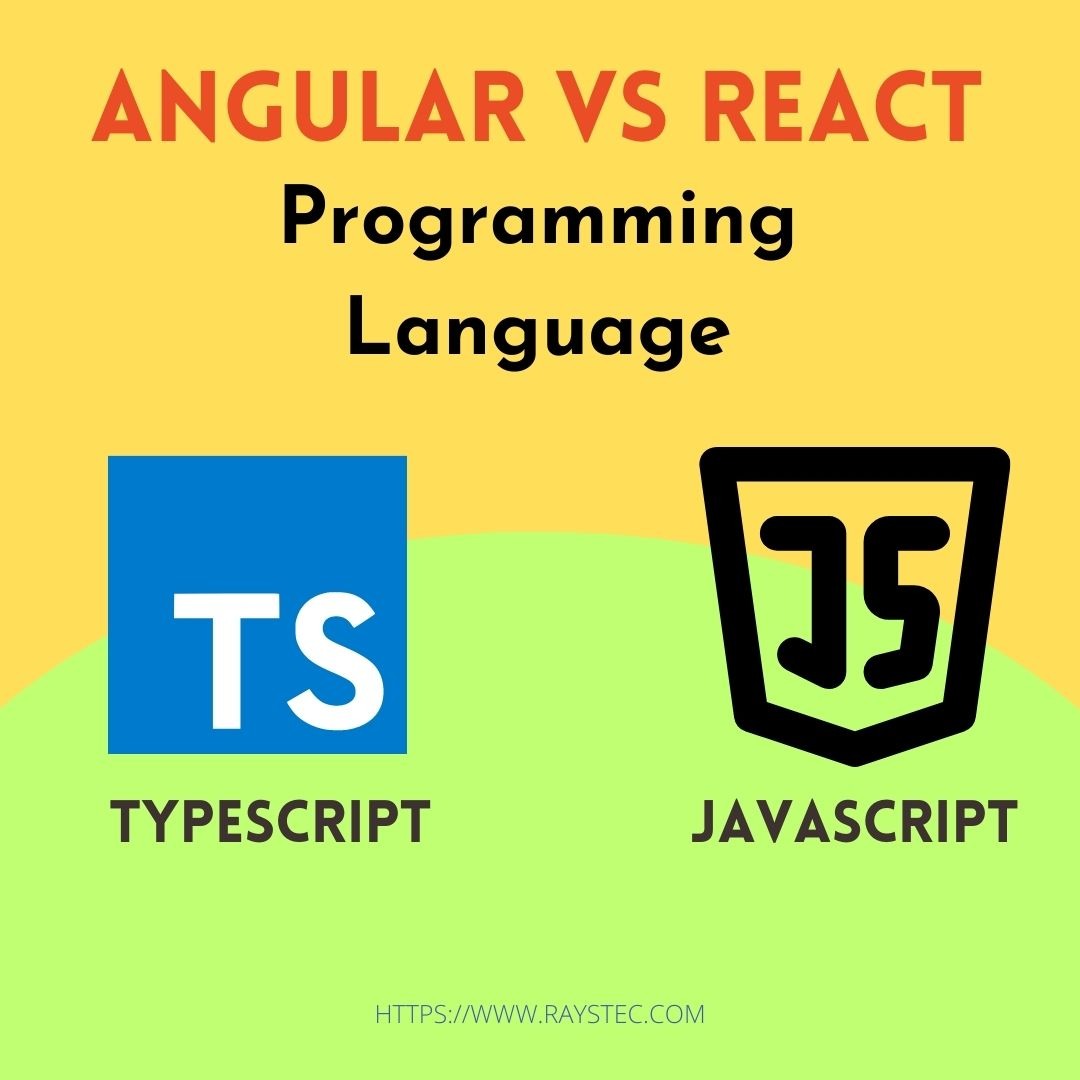 ANGULAR VS REACT
Programming
Language
TS
JS
TYPESCRIPT
JAVASCRIPT
HTTPS://WWW.RAYSTEC.COM